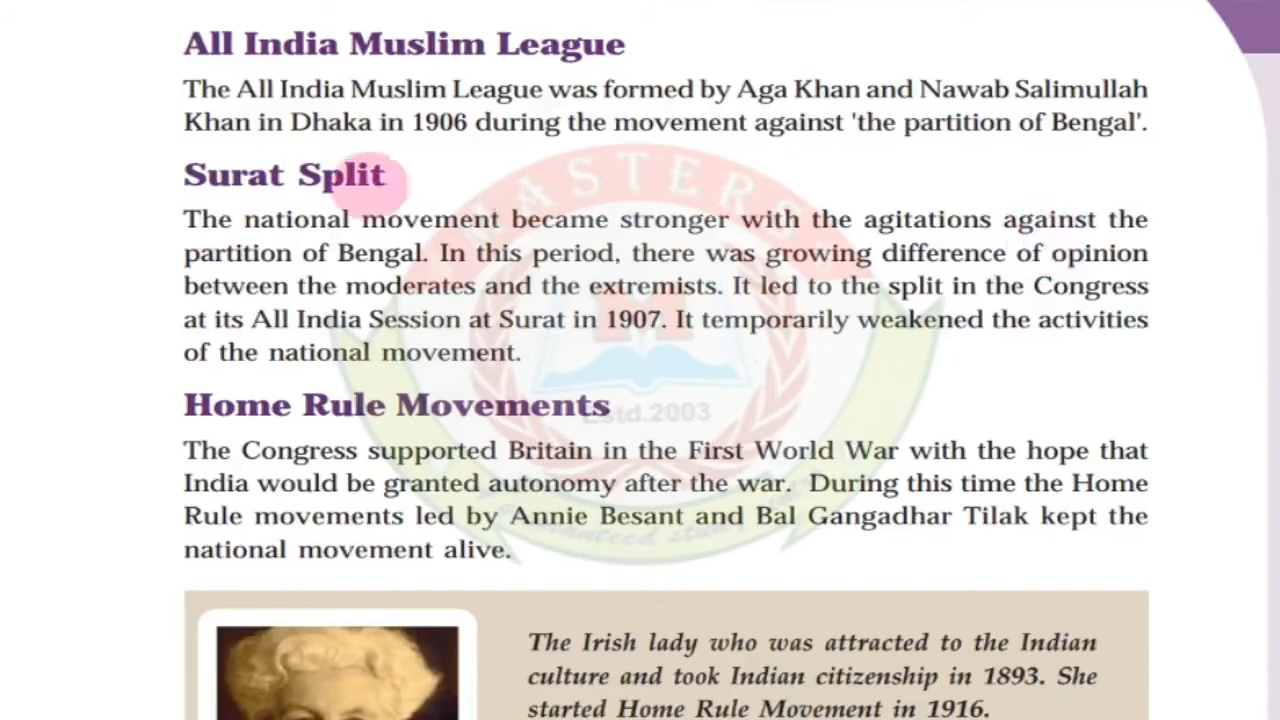 All India Muslim League
The All India Muslim League was formed by Aga Khan and Nawab Salimullah
Khan in Dhaka in 1906 during the movement against 'the partition of Bengal'.
Surat Split
The national movement became stronger with the agitations against the
partition of Bengal. In this period, there was growing difference of opinion
between the moderates and the extremists. It led to the split in the Congress
at its All India Session at Surat in 1907. It temporarily weakened the activities
of the national movement.
Home Rule Movements
Estd.2003
The Congress supported Britain in the First World War with the hope that
India would be granted autonomy after the war. During this time the Home
Rule movements led by Annie Besant and Bal Gangadhar Tilak kept the
national movement alive.
The Irish lady who was attracted to the Indian
culture and took Indian citizenship in 1893. She
started Home Rule Movement in 1916.
MASTERS
M